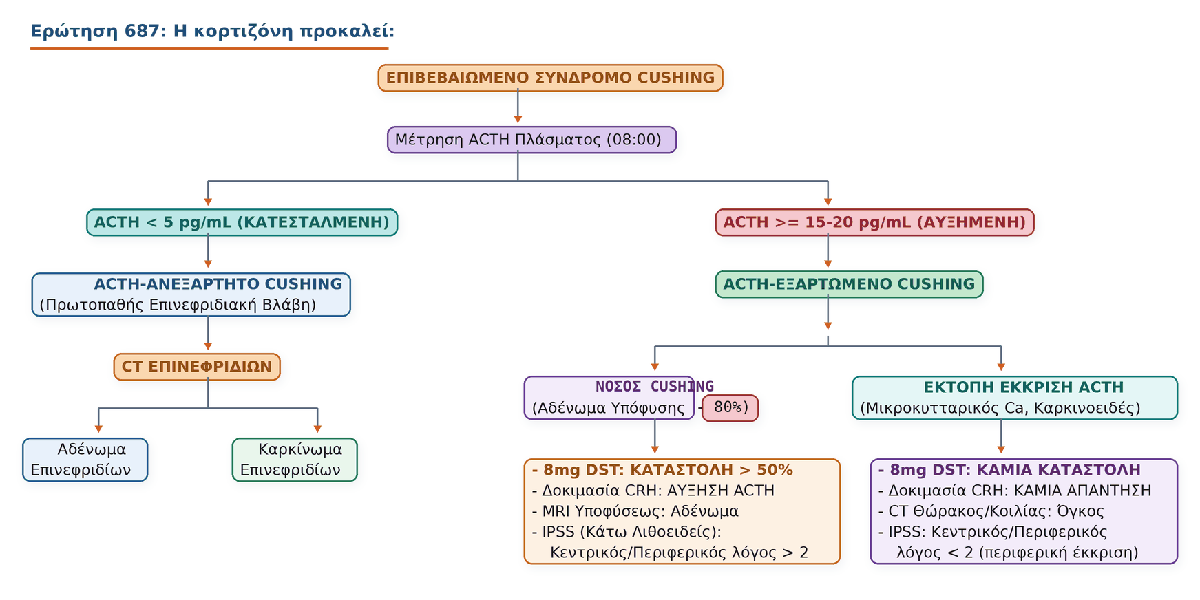 Ερώτηση 687: Η κορτιζόνη προκαλεί:
ΕΠΙΒΕΒΑΙΩΜΕΝΟ ΣΥΝΔΡΟΜΟ CUSHING
Μέτρηση ACTH Πλάσματος (08:00)
ACTH < 5 pg/mL (ΚΑΤΕΣΤΑΛΜΕΝΗ)
ACTH >= 15-20 pg/mL (ΑΥΞΗΜΕΝΗ)
ACTH-ΑΝΕΞΑΡΤΗΤΟ CUSHING
(Πρωτοπαθής Επινεφριδιακή Βλάβη)
ACTH-ΕΞΑΡΤΩΜΕΝΟ CUSHING
CT ΕΠΙΝΕΦΡΙΔΙΩΝ
Αδένωμα
Επινεφριδίων
Καρκίνωμα
Επινεφριδίων
ΝΟΣΟΣ CUSHING
(Αδένωμα Υπόφυσης - 80%)
ΕΚΤΟΠΗ ΕΚΚΡΙΣΗ ACTH
(Μικροκυτταρικός Ca, Καρκινοειδές)
- 8mg DST: ΚΑΤΑΣΤΟΛΗ > 50%
- Δοκιμασία CRH: ΑΥΞΗΣΗ ACTH
- MRI Υποφύσεως: Αδένωμα
- IPSS (Κάτω Λιθοειδείς):
Κεντρικός/Περιφερικός λόγος > 2
- 8mg DST: ΚΑΜΙΑ ΚΑΤΑΣΤΟΛΗ
- Δοκιμασία CRH: ΚΑΜΙΑ ΑΠΑΝΤΗΣΗ
- CT Θώρακος/Κοιλίας: Όγκος
- IPSS: Κεντρικός/Περιφερικός
λόγος < 2 (περιφερική έκκριση)